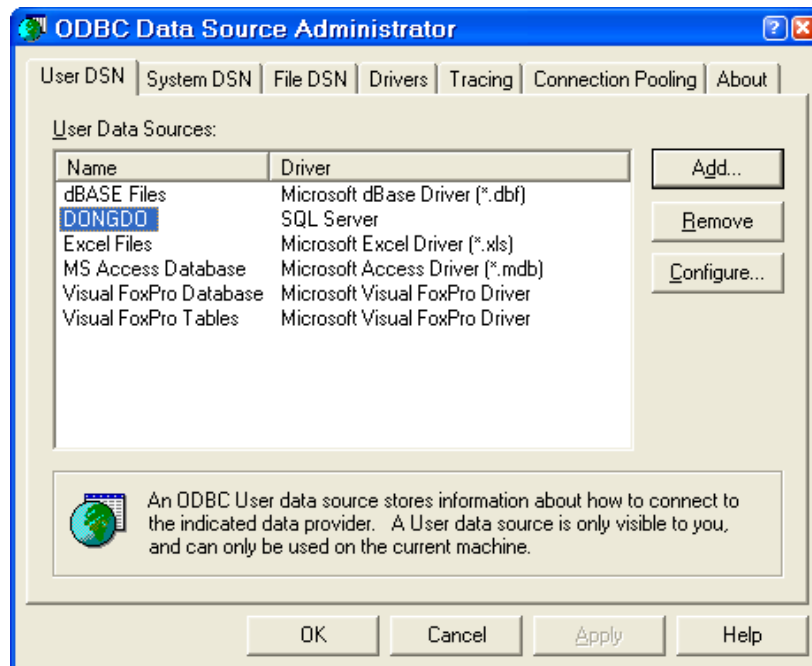 ODBC Data Source Administrator
User DSN System DSN File DSN Drivers Tracing Connection Pooling About
User Data Sources:
Name Driver
dBASE Files Microsoft dBase Driver (*.dbf)
DONGDO SQL Server
Excel Files Microsoft Excel Driver (*.xls)
MS Access Database Microsoft Access Driver (*.mdb)
Visual FoxPro Database Microsoft Visual FoxPro Driver
Visual FoxPro Tables Microsoft Visual FoxPro Driver
Add...
Remove
Configure...
An ODBC User data source stores information about how to connect to
the indicated data provider. A User data source is only visible to you,
and can only be used on the current machine.
OK Cancel Apply Help